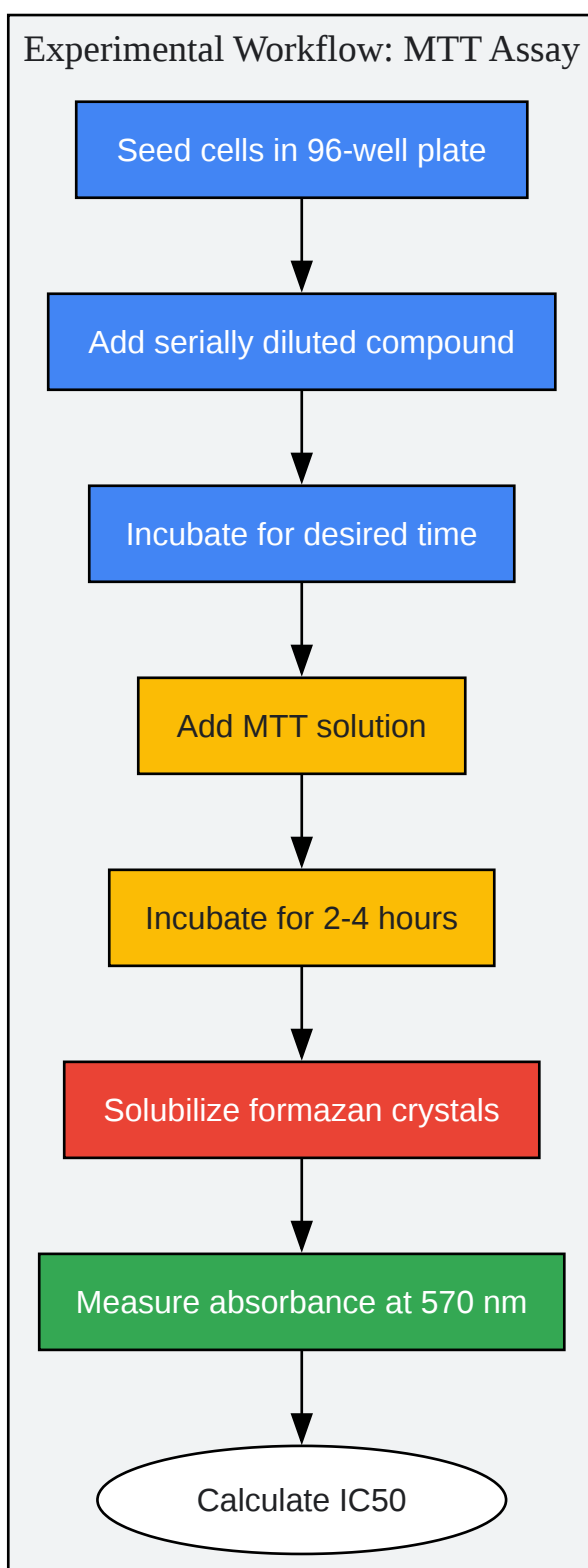 Experimental Workflow: MTT Assay
Seed cells in 96-well plate
Add serially diluted compound
Incubate for desired time
Add MTT solution
Incubate for 2-4 hours
Solubilize formazan crystals
Measure absorbance at 570 nm
Calculate IC50